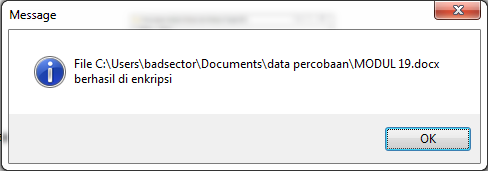 Message
File C:\Users\badsector\Documents\data percobaan\MODUL 19.docx
berhasil di enkripsi
OK